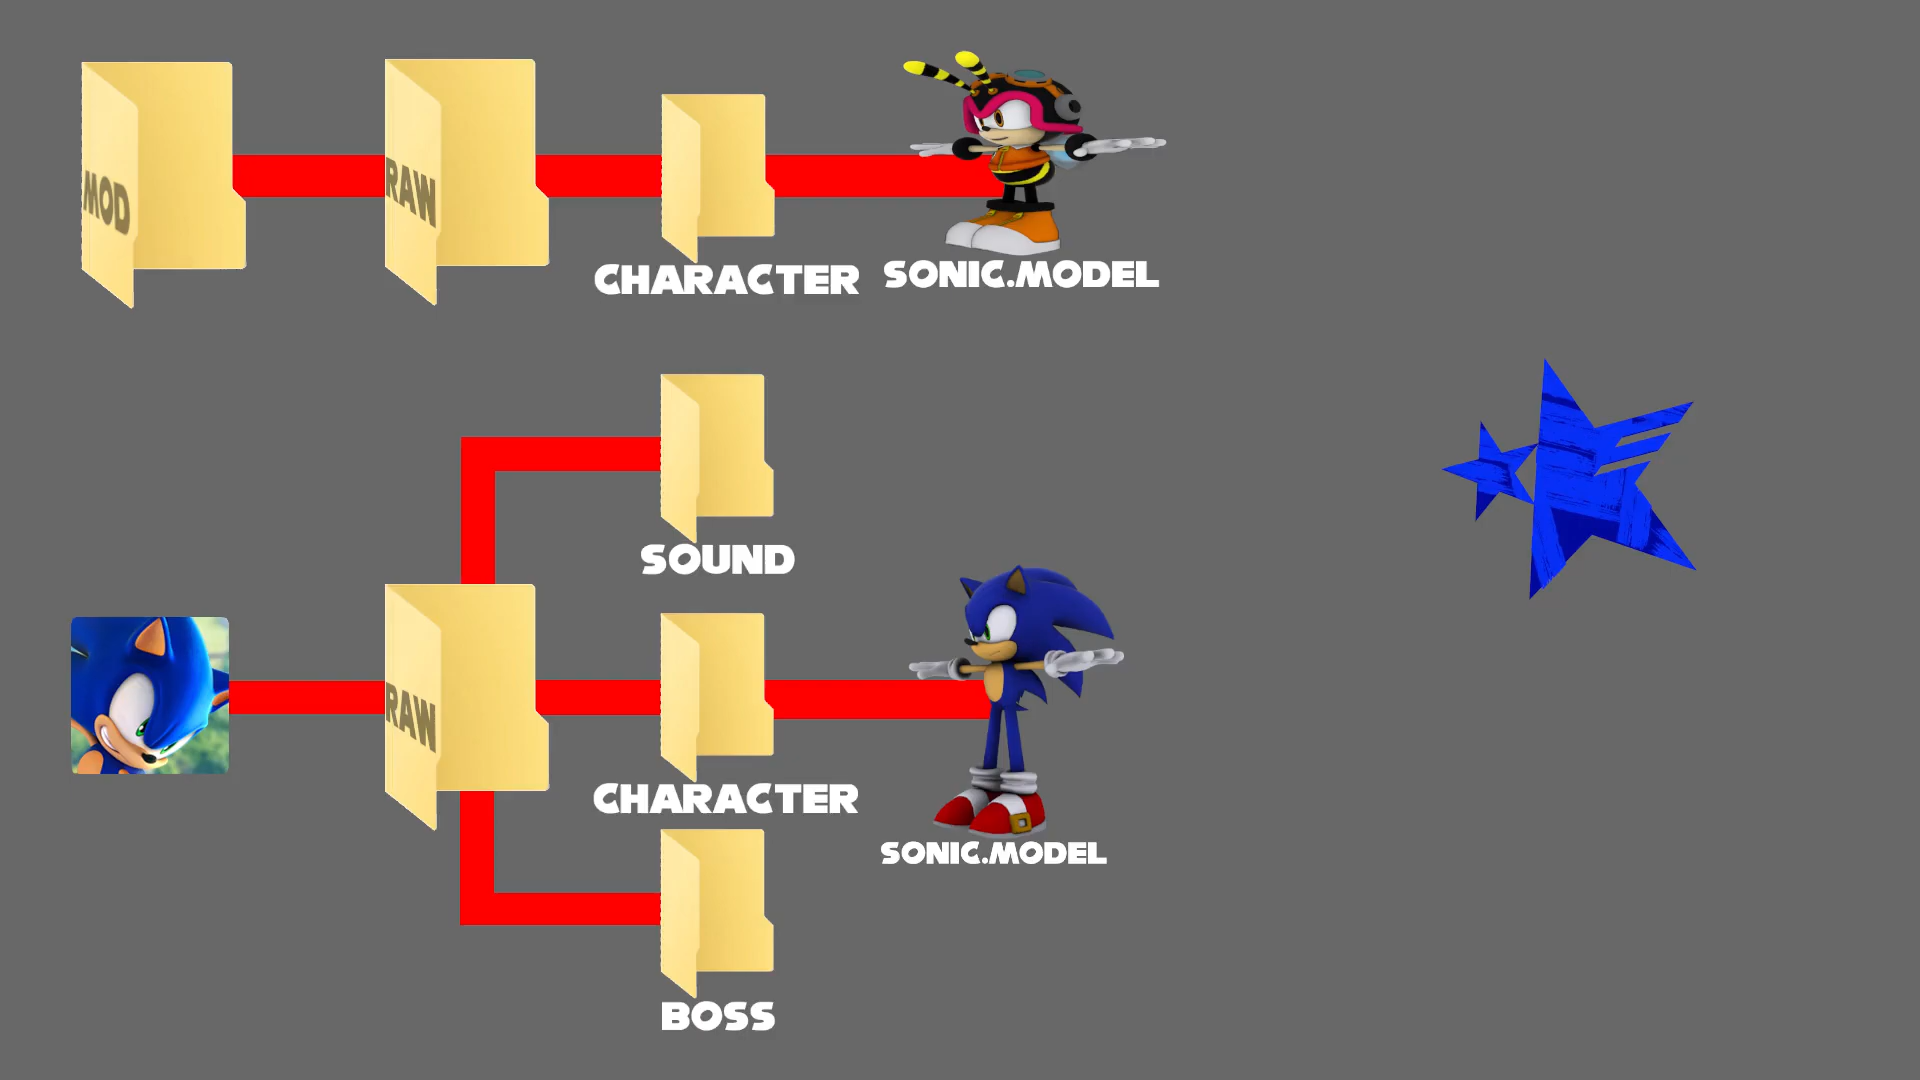 MOD
RAW
CHARACTER
SONIC.MODEL
SOUND
RAW
CHARACTER
SONIC.MODEL
BOSS